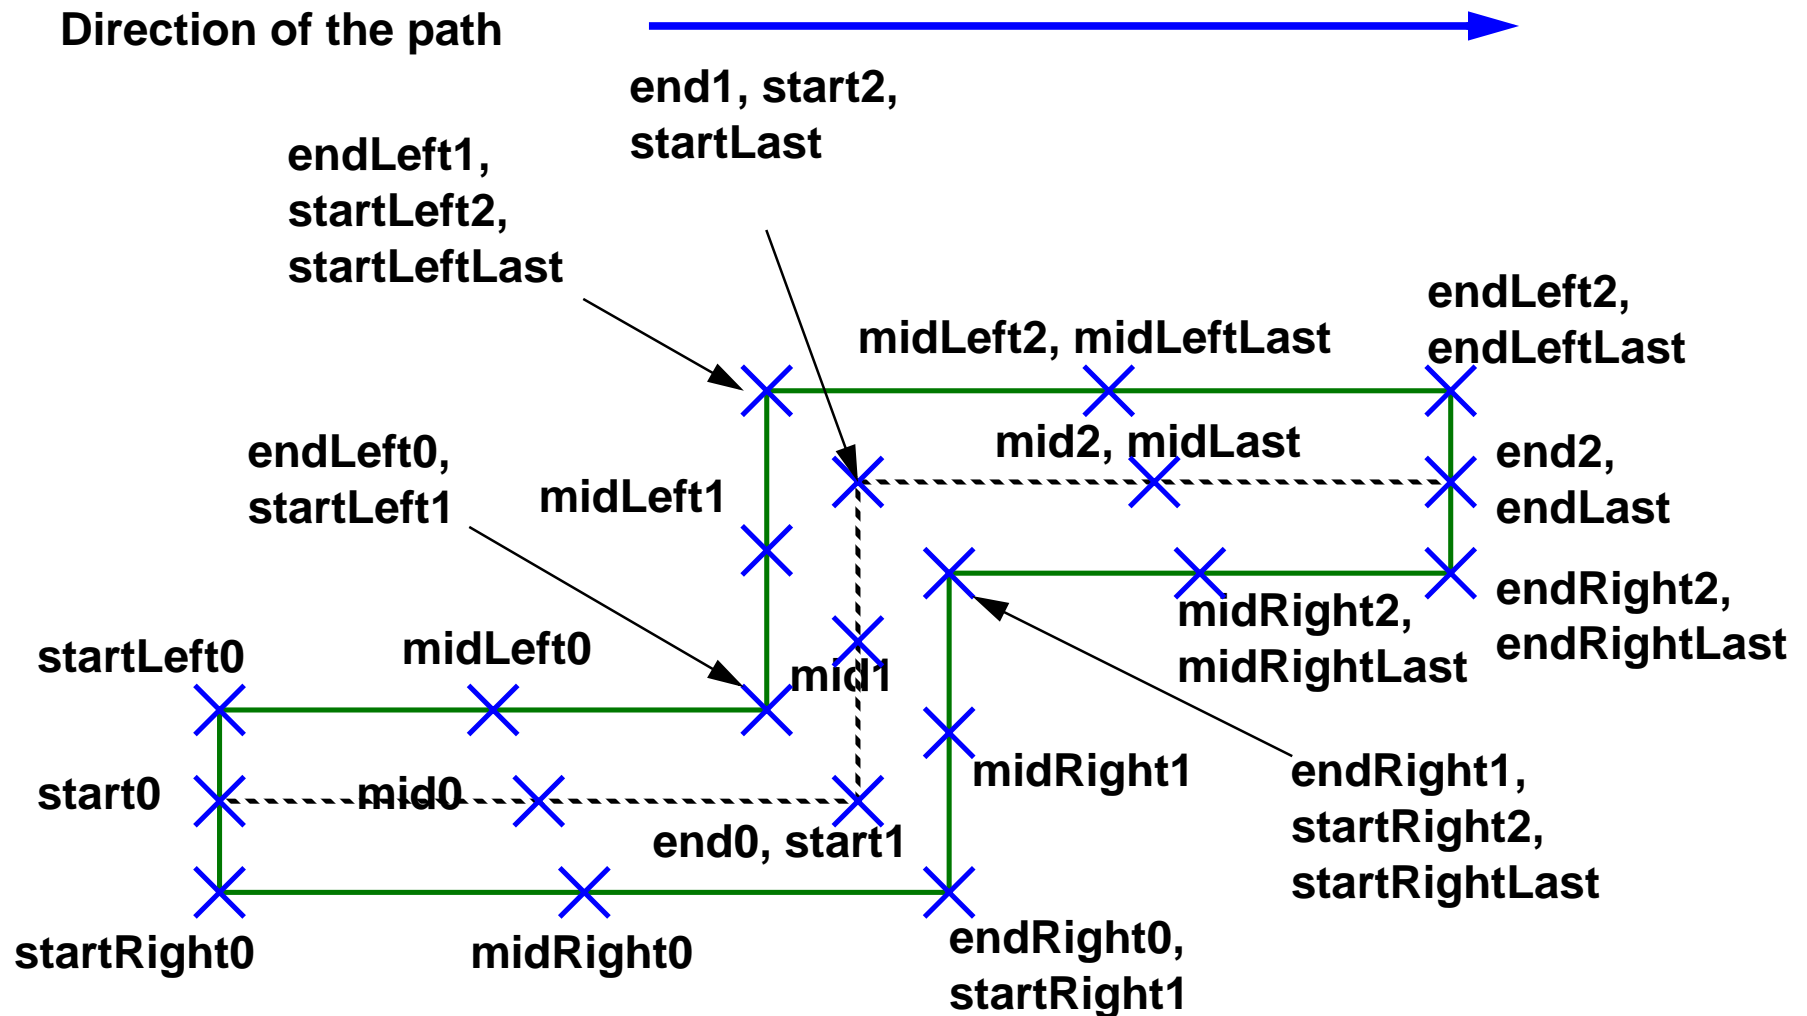 Direction of the path
end1, start2,
startLast
endLeft1,
startLeft2,
startLeftLast
endLeft2,
endLeftLast
midLeft2, midLeftLast
mid2, midLast
end2,
endLast
endLeft0,
startLeft1
midLeft1
endRight2,
endRightLast
midRight2,
midRightLast
startLeft0
midLeft0
mid1
start0
mid0
end0, start1
midRight1
endRight1,
startRight2,
startRightLast
startRight0
midRight0
endRight0,
startRight1